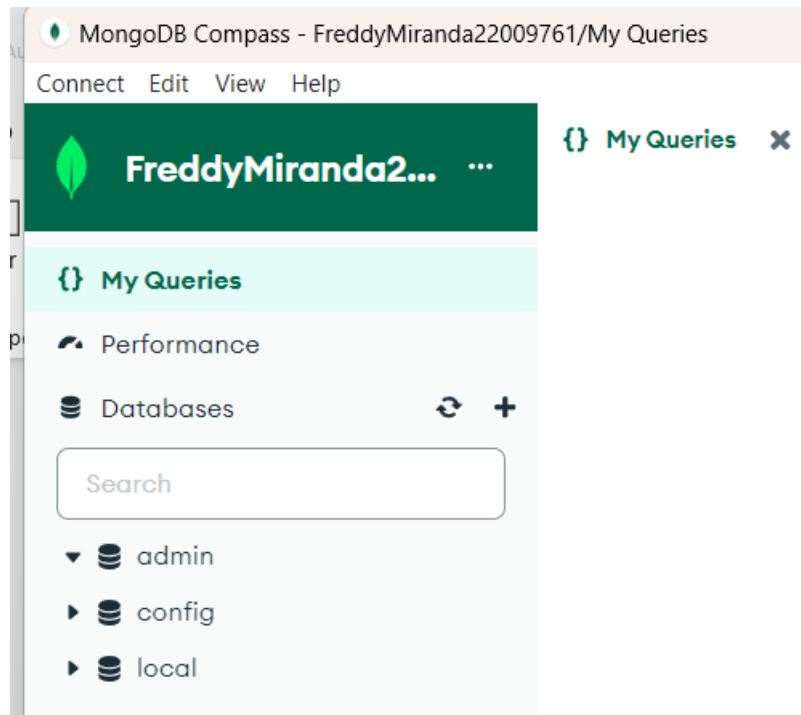 MongoDB Compass - FreddyMiranda22009761/My Queries
Connect Edit View Help
FreddyMiranda2... ...
{} My Queries
{} My Queries
Performance
Databases
Search
admin
config
local